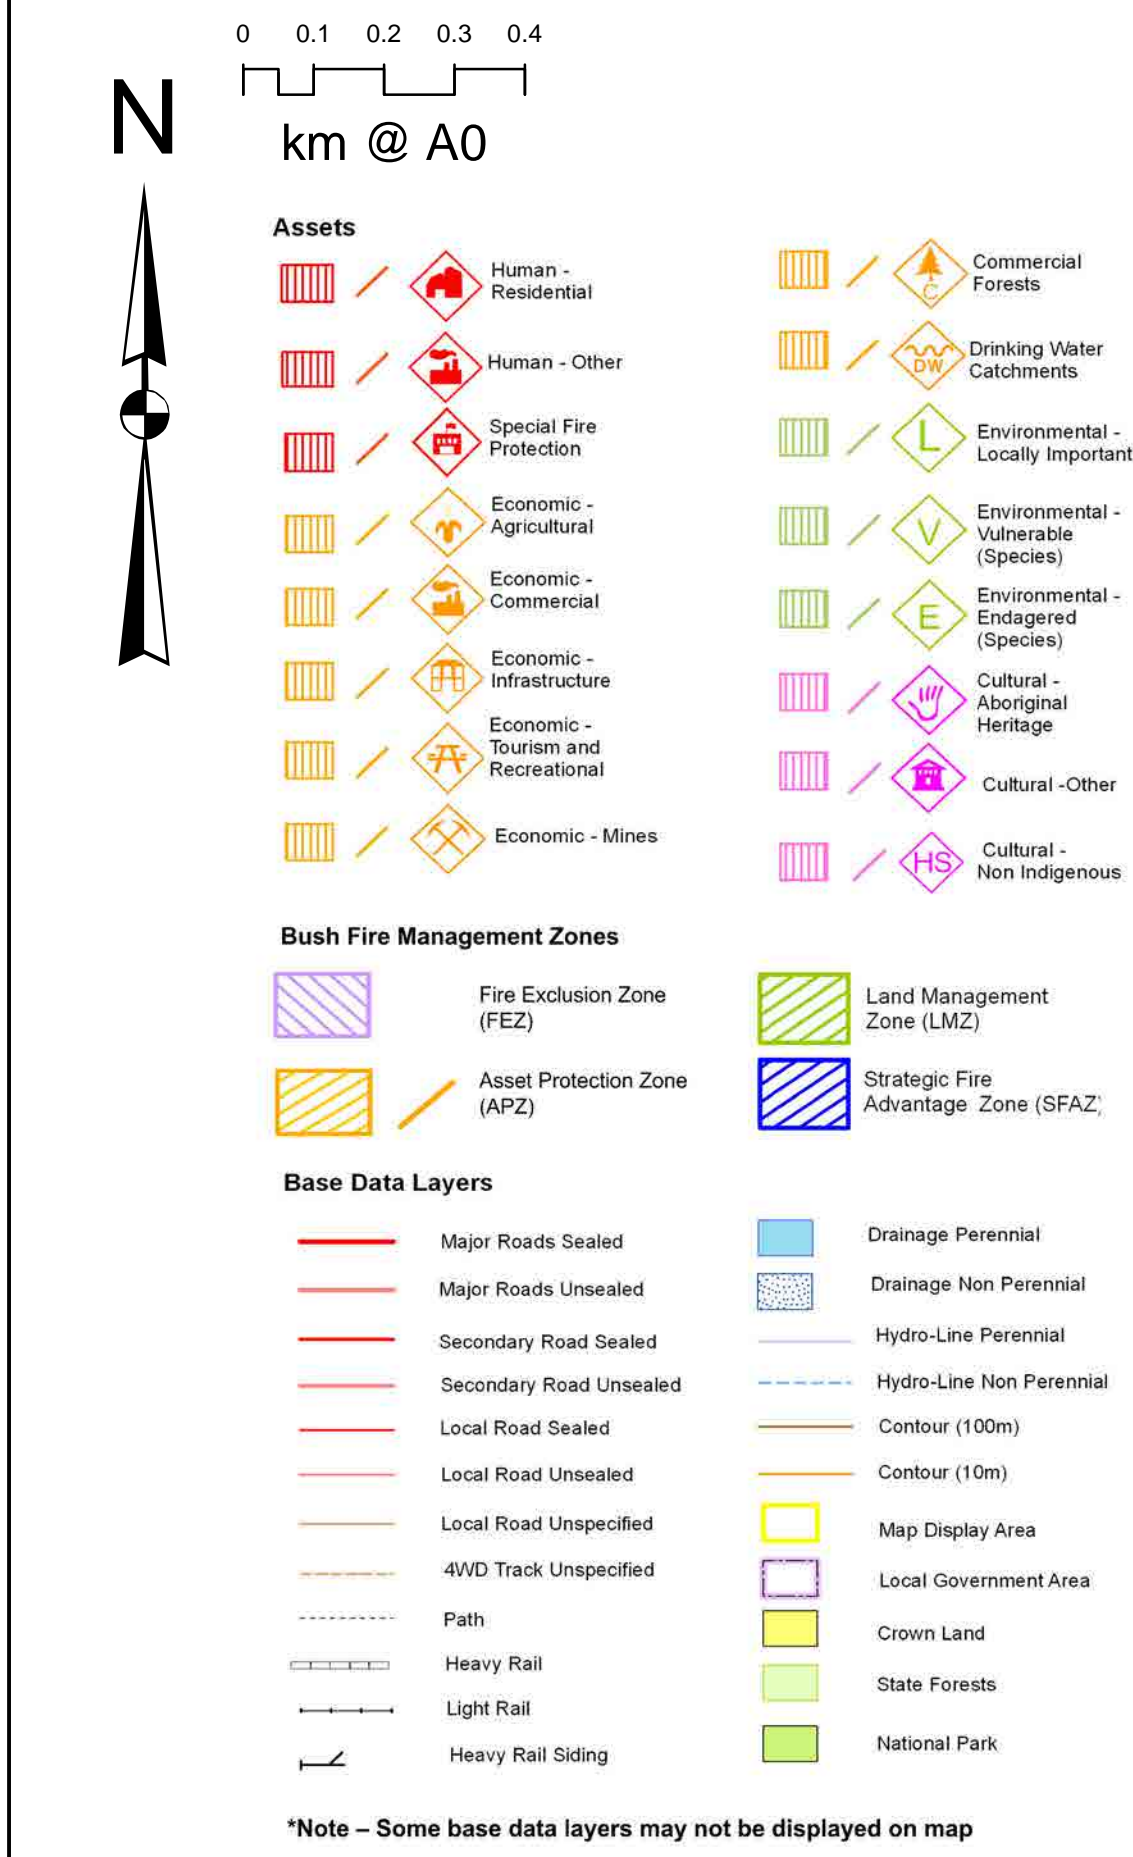 0 0.1 0.2 0.3 0.4
km @ A0
N
Assets
Human -
Residential
Human - Other
Special Fire
Protection
Economic -
Agricultural
Economic -
Commercial
Economic -
Infrastructure
Economic -
Tourism and
Recreational
Economic - Mines
C
Commercial
Forests
DW
Drinking Water
Catchments
L
Environmental -
Locally Important
V
Environmental -
Vulnerable
(Species)
E
Environmental -
Endagered
(Species)
Cultural -
Aboriginal
Heritage
Cultural -Other
HS
Cultural -
Non Indigenous
Bush Fire Management Zones
Fire Exclusion Zone
(FEZ)
Asset Protection Zone
(APZ)
Land Management
Zone (LMZ)
Strategic Fire
Advantage Zone (SFAZ)
Base Data Layers
Major Roads Sealed
Major Roads Unsealed
Secondary Road Sealed
Secondary Road Unsealed
Local Road Sealed
Local Road Unsealed
Local Road Unspecified
4WD Track Unspecified
Path
Heavy Rail
Light Rail
Heavy Rail Siding
Drainage Perennial
Drainage Non Perennial
Hydro-Line Perennial
Hydro-Line Non Perennial
Contour (100m)
Contour (10m)
Map Display Area
Local Government Area
Crown Land
State Forests
National Park
*Note – Some base data layers may not be displayed on map